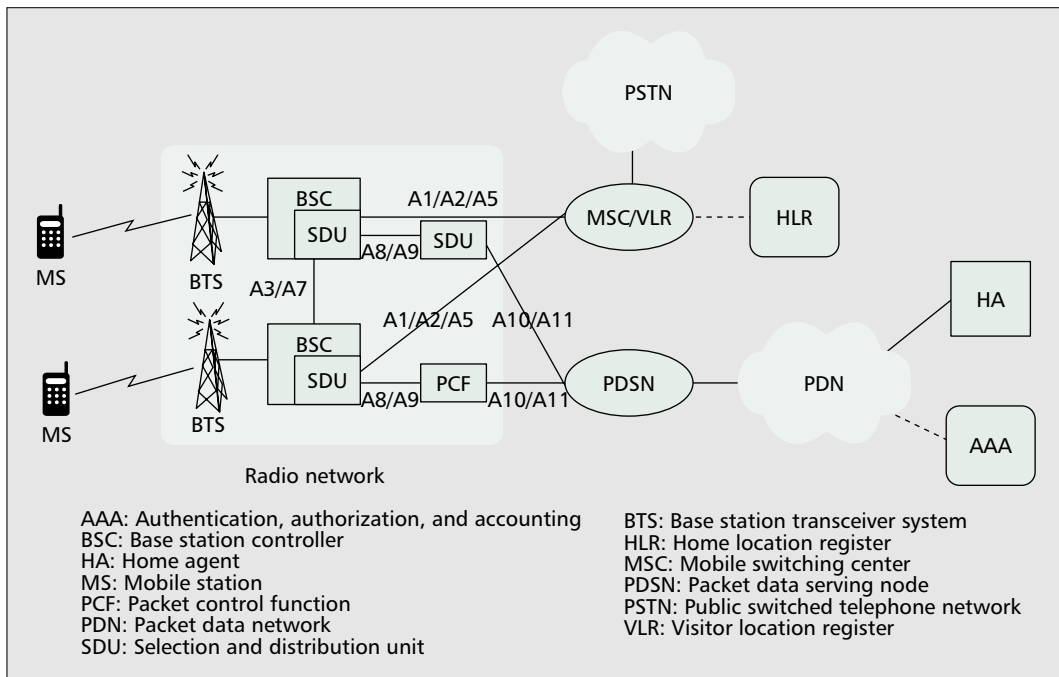 PSTN
BSC
A1/A2/A5
MSC/VLR
HLR
SDU
SDU
A8/A9
MS
BTS
A3/A7
HA
A1/A2/A5
A10/A11
BSC
SDU
PCF
PDSN
PDN
A8/A9
A10/A11
MS
BTS
AAA
Radio network
AAA: Authentication, authorization, and accounting
BSC: Base station controller
HA: Home agent
MS: Mobile station
PCF: Packet control function
PDN: Packet data network
SDU: Selection and distribution unit
BTS: Base station transceiver system
HLR: Home location register
MSC: Mobile switching center
PDSN: Packet data serving node
PSTN: Public switched telephone network
VLR: Visitor location register